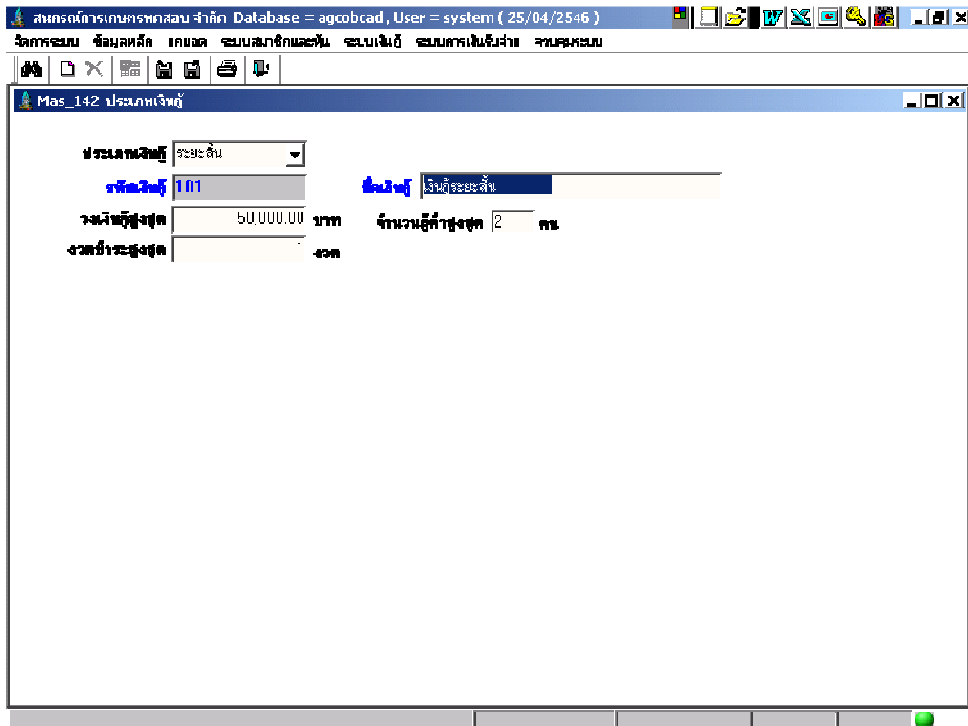 สหกรณ์การเกษตรทดสอบ จำกัด Database = agcobcad , User = system ( 25/04/2546 )
จัดการระบบ ข้อมูลหลัก ยกยอด ระบบสมาชิกและหุ้น ระบบเงินกู้ ระบบการเงินรับจ่าย ควบคุมระบบ
Mas_142 ประเภทเงินกู้
ประเภทเงินกู้ ระยะสั้น
รหัสเงินกู้ 101 ชื่อเงินกู้ เงินกู้ระยะสั้น
วงเงินกู้สูงสุด 50,000.00 บาท จำนวนผู้ค้ำสูงสุด 2 คน
งวดชำระสูงสุด งวด